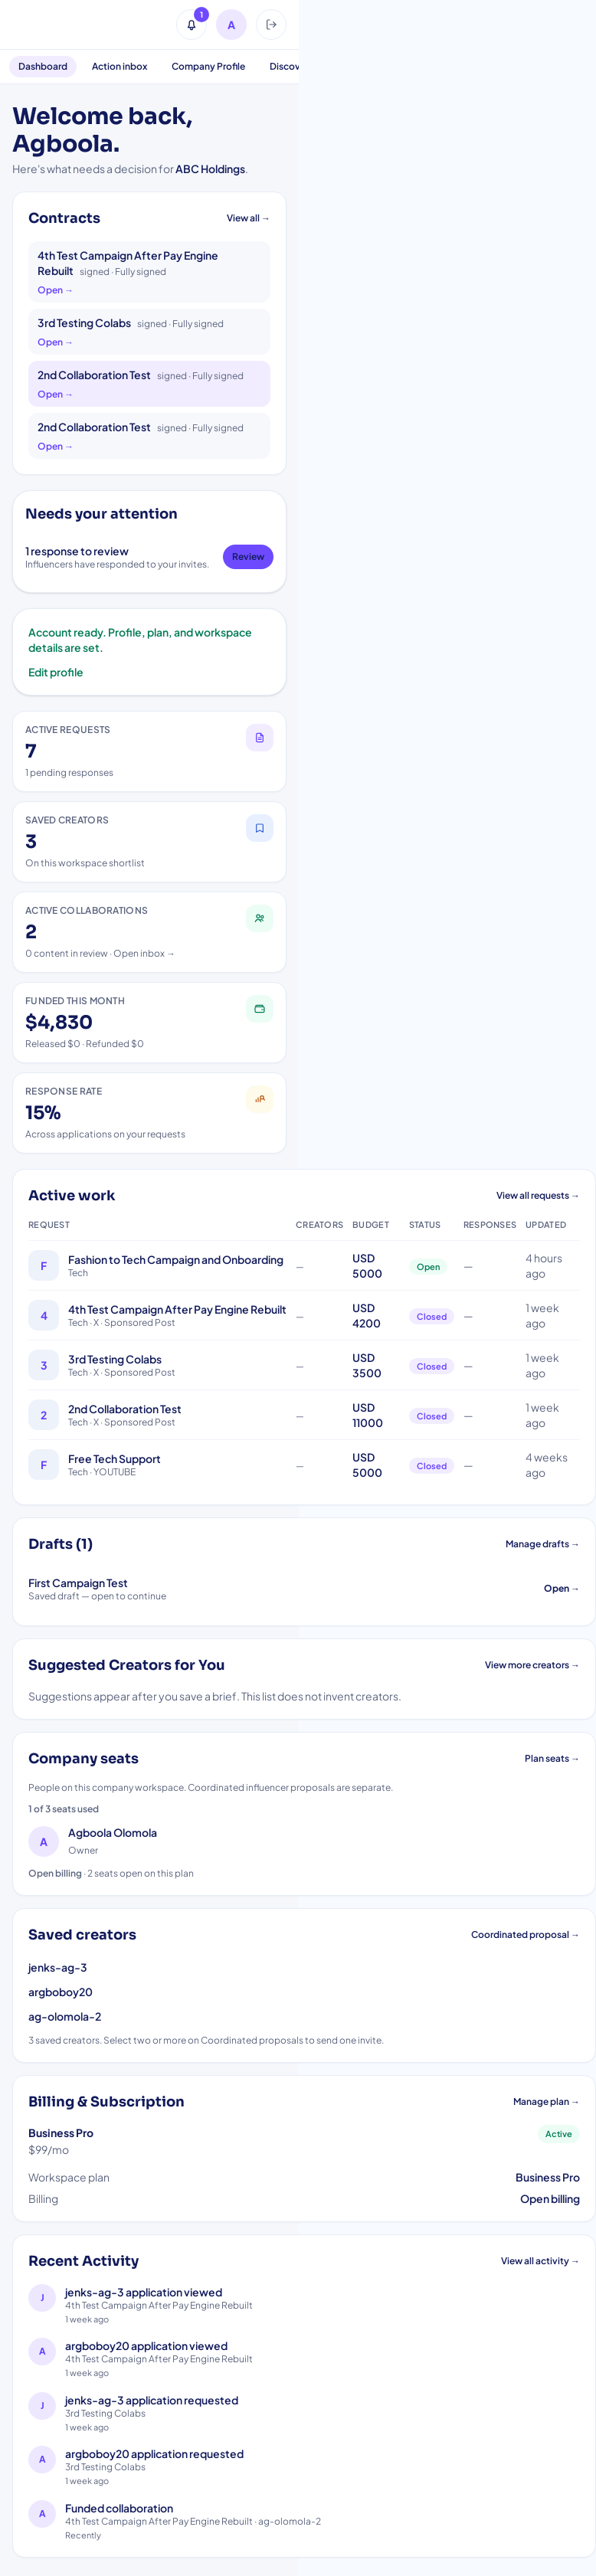 1
A
Dashboard
Action inbox
Company Profile
Discov
Welcome back,
Agboola.
Here's what needs a decision for ABC Holdings.
Contracts
View all →
4th Test Campaign After Pay Engine
Rebuilt signed · Fully signed
Open →
3rd Testing Colabs signed · Fully signed
Open →
2nd Collaboration Test signed · Fully signed
Open →
2nd Collaboration Test signed · Fully signed
Open →
Needs your attention
1 response to review
Influencers have responded to your invites.
Review
Account ready. Profile, plan, and workspace
details are set.
Edit profile
ACTIVE REQUESTS
7
1 pending responses
SAVED CREATORS
3
On this workspace shortlist
ACTIVE COLLABORATIONS
2
0 content in review · Open inbox →
FUNDED THIS MONTH
$4,830
Released $0 · Refunded $0
RESPONSE RATE
15%
Across applications on your requests
Active work
View all requests →
REQUEST CREATORS BUDGET STATUS RESPONSES UPDATED
F
Fashion to Tech Campaign and Onboarding
Tech
—
USD
5000
Open
—
4 hours
ago
4
4th Test Campaign After Pay Engine Rebuilt
Tech · X · Sponsored Post
—
USD
4200
Closed
—
1 week
ago
3
3rd Testing Colabs
Tech · X · Sponsored Post
—
USD
3500
Closed
—
1 week
ago
2
2nd Collaboration Test
Tech · X · Sponsored Post
—
USD
11000
Closed
—
1 week
ago
F
Free Tech Support
Tech · YOUTUBE
—
USD
5000
Closed
—
4 weeks
ago
Drafts (1)
Manage drafts →
First Campaign Test
Saved draft — open to continue
Open →
Suggested Creators for You
View more creators →
Suggestions appear after you save a brief. This list does not invent creators.
Company seats
Plan seats →
People on this company workspace. Coordinated influencer proposals are separate.
1 of 3 seats used
A
Agboola Olomola
Owner
Open billing · 2 seats open on this plan
Saved creators
Coordinated proposal →
jenks-ag-3
argboboy20
ag-olomola-2
3 saved creators. Select two or more on Coordinated proposals to send one invite.
Billing & Subscription
Manage plan →
Business Pro
Active
$99/mo
Workspace plan
Business Pro
Billing
Open billing
Recent Activity
View all activity →
J
jenks-ag-3 application viewed
4th Test Campaign After Pay Engine Rebuilt
1 week ago
A
argboboy20 application viewed
4th Test Campaign After Pay Engine Rebuilt
1 week ago
J
jenks-ag-3 application requested
3rd Testing Colabs
1 week ago
A
argboboy20 application requested
3rd Testing Colabs
1 week ago
A
Funded collaboration
4th Test Campaign After Pay Engine Rebuilt · ag-olomola-2
Recently